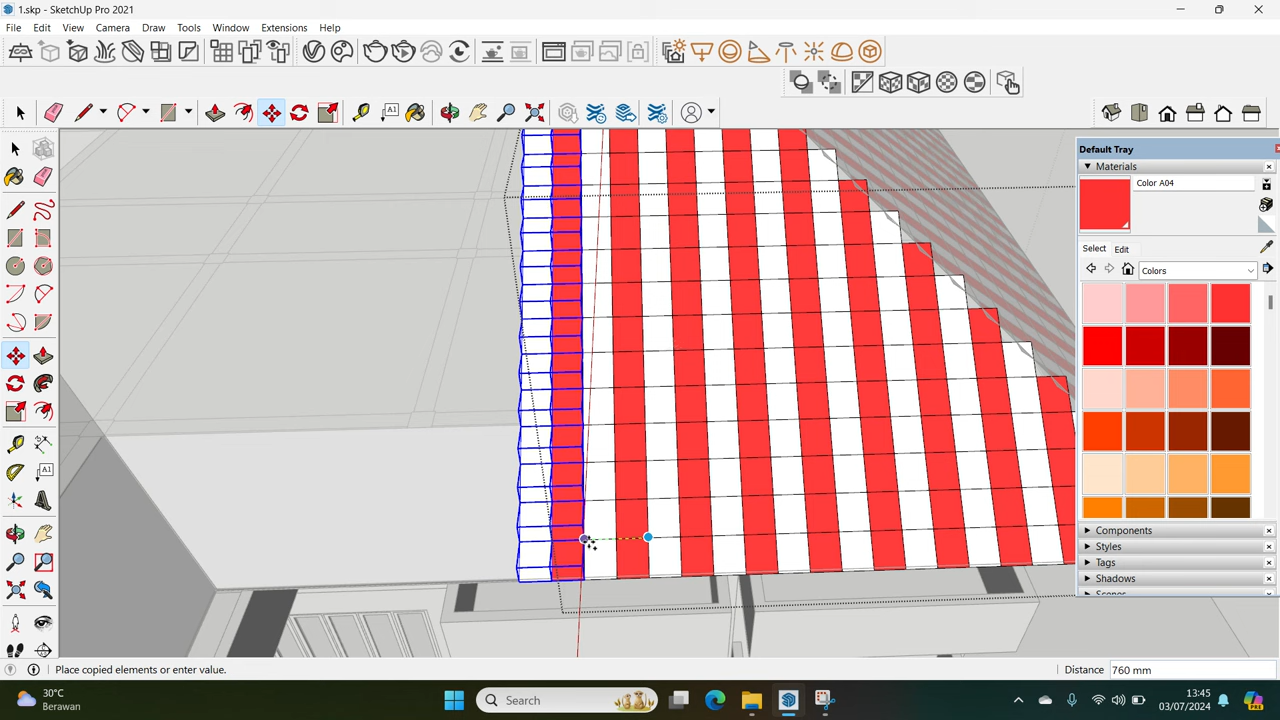 1.skp - SketchUp Pro 2021
File Edit View Camera Draw Tools Window Extensions Help
Default Tray
Materials
Color A04
Select Edit
Colors
Components
Styles
Tags
Shadows
Place copied elements or enter value.
Distance 760 mm
30°C
Berawan
Search
13:45
03/07/2024